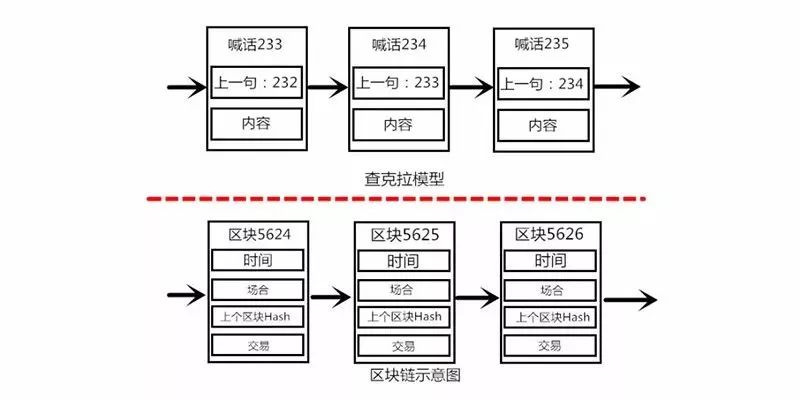 喊话233 喊话234 喊话235
上一句：232 上一句：233 上一句：234
内容 内容 内容
查克拉模型
区块5624 区块5625 区块5626
时间 时间 时间
场合 场合 场合
上个区块Hash 上个区块Hash 上个区块Hash
交易 交易 交易
区块链示意图